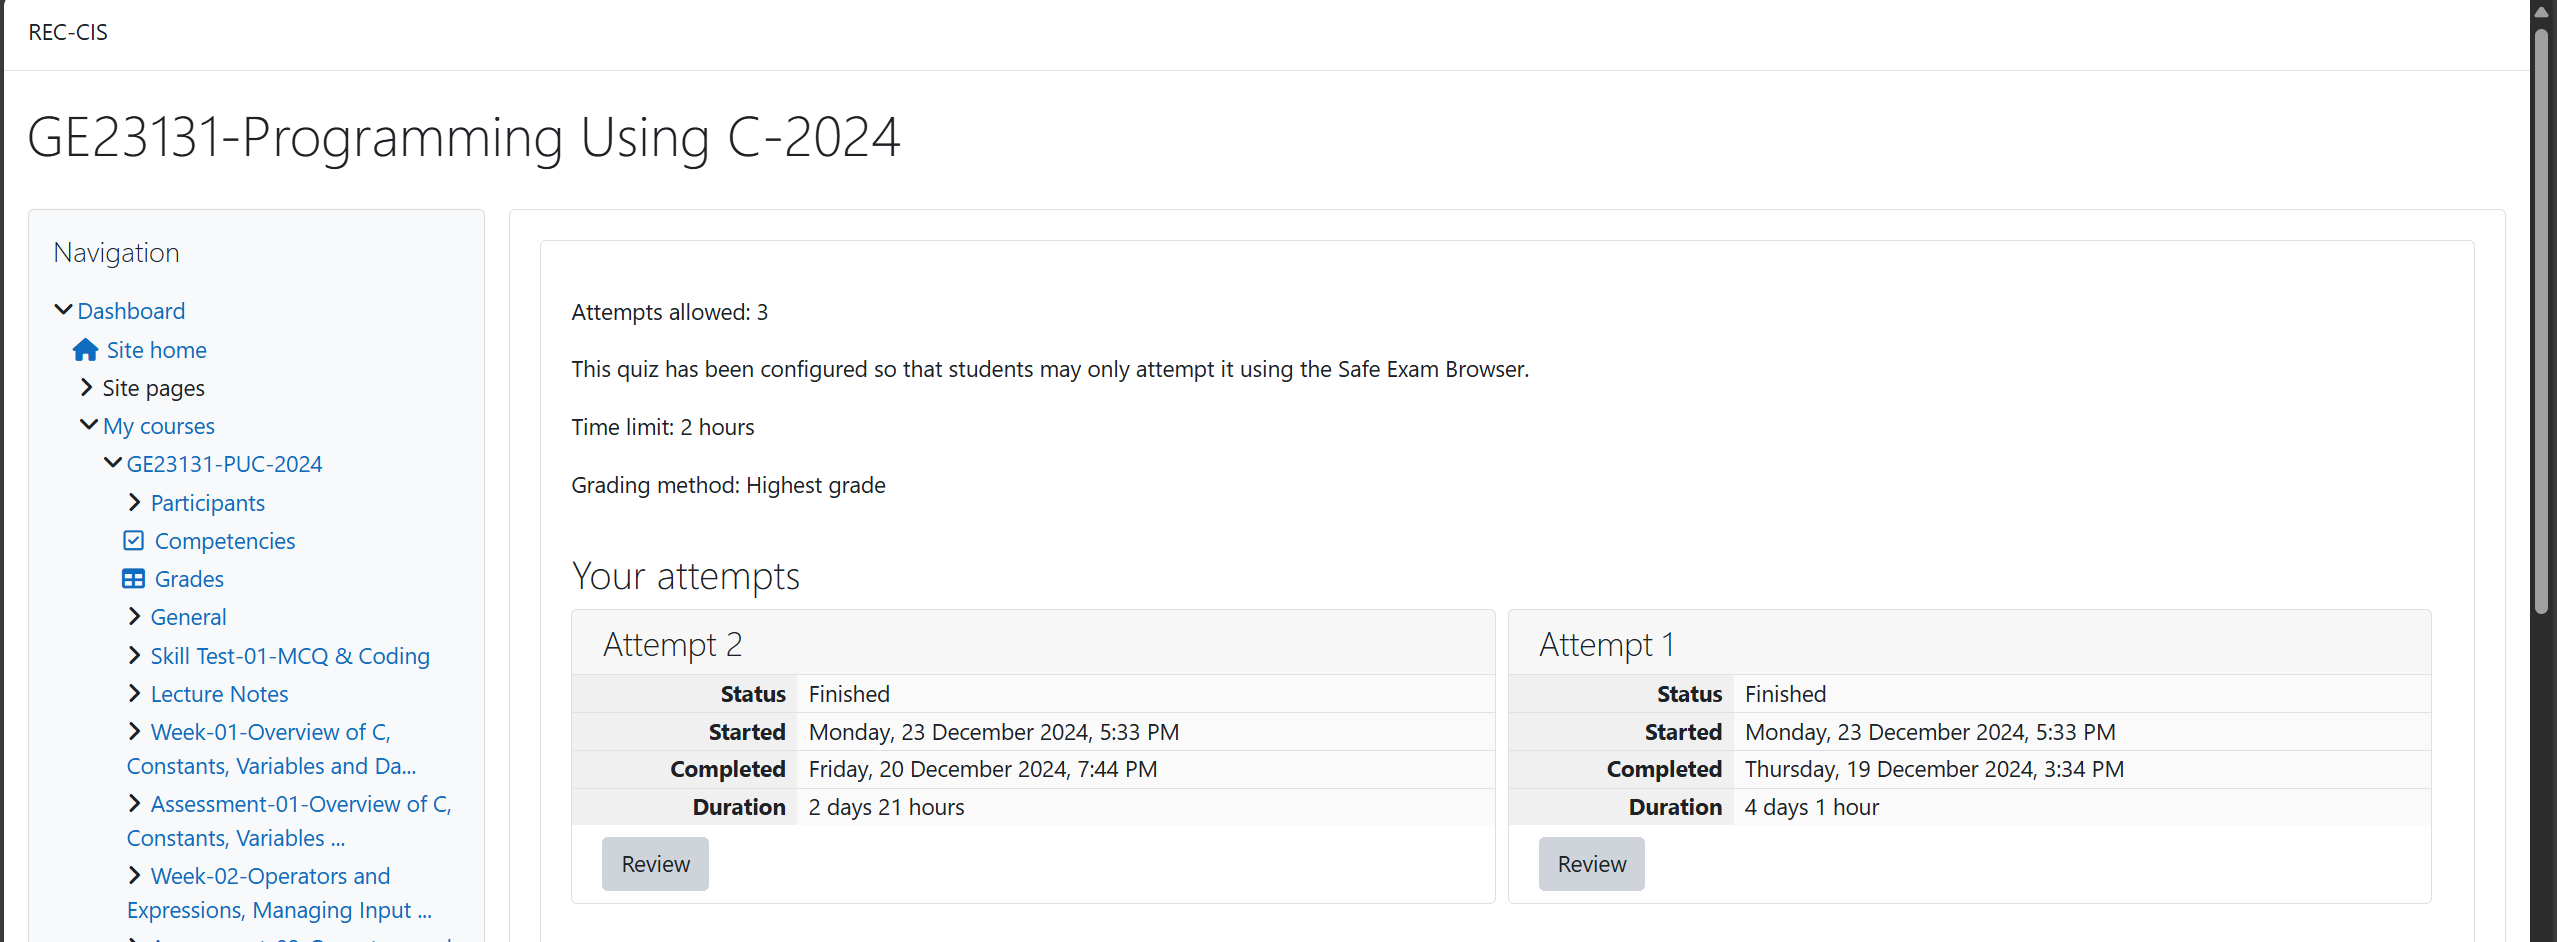 REC-CIS
GE23131-Programming Using C-2024
Navigation
Dashboard
Site home
Site pages
My courses
GE23131-PUC-2024
Participants
Competencies
Grades
General
Skill Test-01-MCQ & Coding
Lecture Notes
Week-01-Overview of C,
Constants, Variables and Da...
Assessment-01-Overview of C,
Constants, Variables ...
Week-02-Operators and
Expressions, Managing Input ...
Attempts allowed: 3
This quiz has been configured so that students may only attempt it using the Safe Exam Browser.
Time limit: 2 hours
Grading method: Highest grade
Your attempts
Attempt 2
Status Finished
Started Monday, 23 December 2024, 5:33 PM
Completed Friday, 20 December 2024, 7:44 PM
Duration 2 days 21 hours
Review
Attempt 1
Status Finished
Started Monday, 23 December 2024, 5:33 PM
Completed Thursday, 19 December 2024, 3:34 PM
Duration 4 days 1 hour
Review